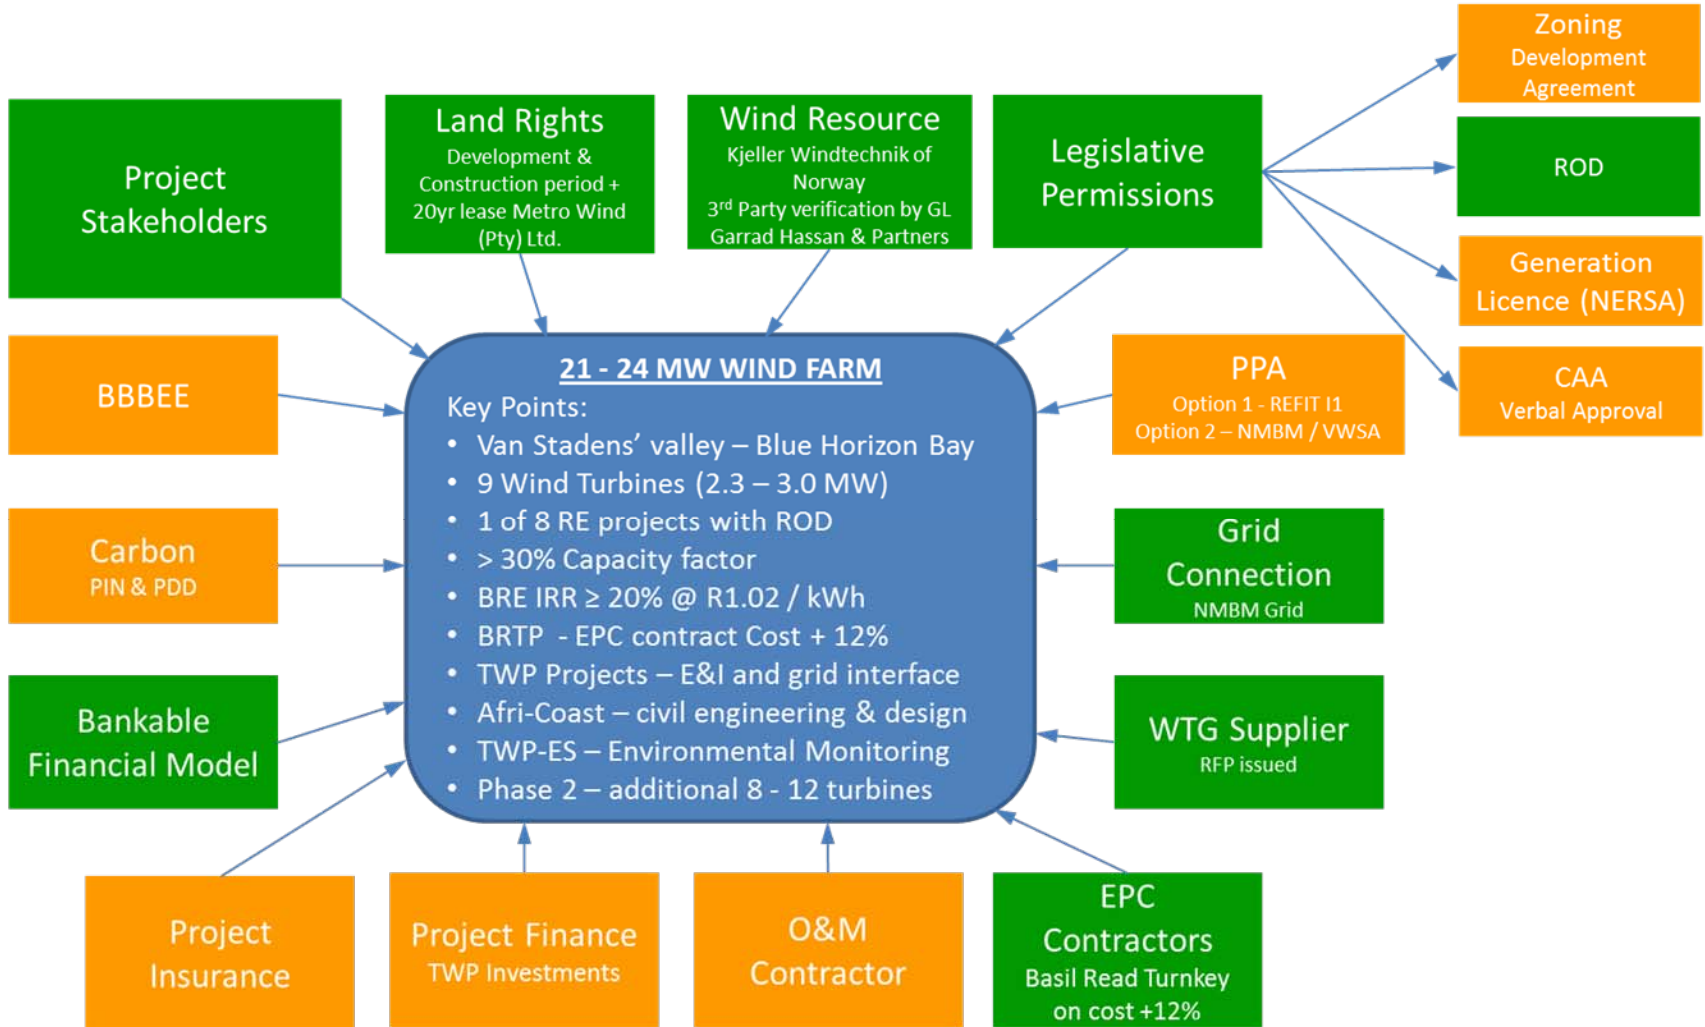 Zoning
Development
Agreement
Project
Stakeholders
Land Rights
Development &
Construction period +
20yr lease Metro Wind
(Pty) Ltd.
Wind Resource
Kjeller Windtechnik of
Norway
3rd Party verification by GL
Garrad Hassan & Partners
Legislative
Permissions
ROD
Generation
Licence (NERSA)
CAA
Verbal Approval
BBBEE
Carbon
PIN & PDD
Bankable
Financial Model
21 - 24 MW WIND FARM
Key Points:
• Van Stadens’ valley – Blue Horizon Bay
• 9 Wind Turbines (2.3 – 3.0 MW)
• 1 of 8 RE projects with ROD
• > 30% Capacity factor
• BRE IRR ≥ 20% @ R1.02 / kWh
• BRTP - EPC contract Cost + 12%
• TWP Projects – E&I and grid interface
• Afri-Coast – civil engineering & design
• TWP-ES – Environmental Monitoring
• Phase 2 – additional 8 - 12 turbines
PPA
Option 1 - REFIT I1
Option 2 – NMBM / VWSA
Grid
Connection
NMBM Grid
WTG Supplier
RFP issued
Project
Insurance
Project Finance
TWP Investments
O&M
Contractor
EPC
Contractors
Basil Read Turnkey
on cost +12%